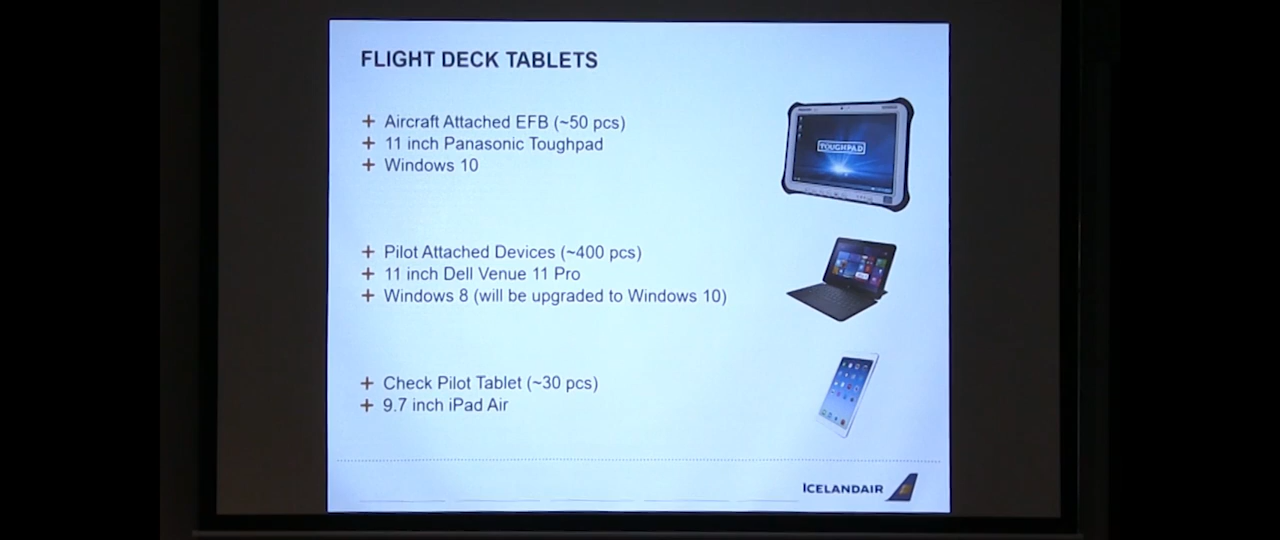 FLIGHT DECK TABLETS
+ Aircraft Attached EFB (~50 pcs)
+ 11 inch Panasonic Toughpad
+ Windows 10
TOUGHPAD
+ Pilot Attached Devices (~400 pcs)
+ 11 inch Dell Venue 11 Pro
+ Windows 8 (will be upgraded to Windows 10)
+ Check Pilot Tablet (~30 pcs)
+ 9.7 inch iPad Air
ICELANDAIR